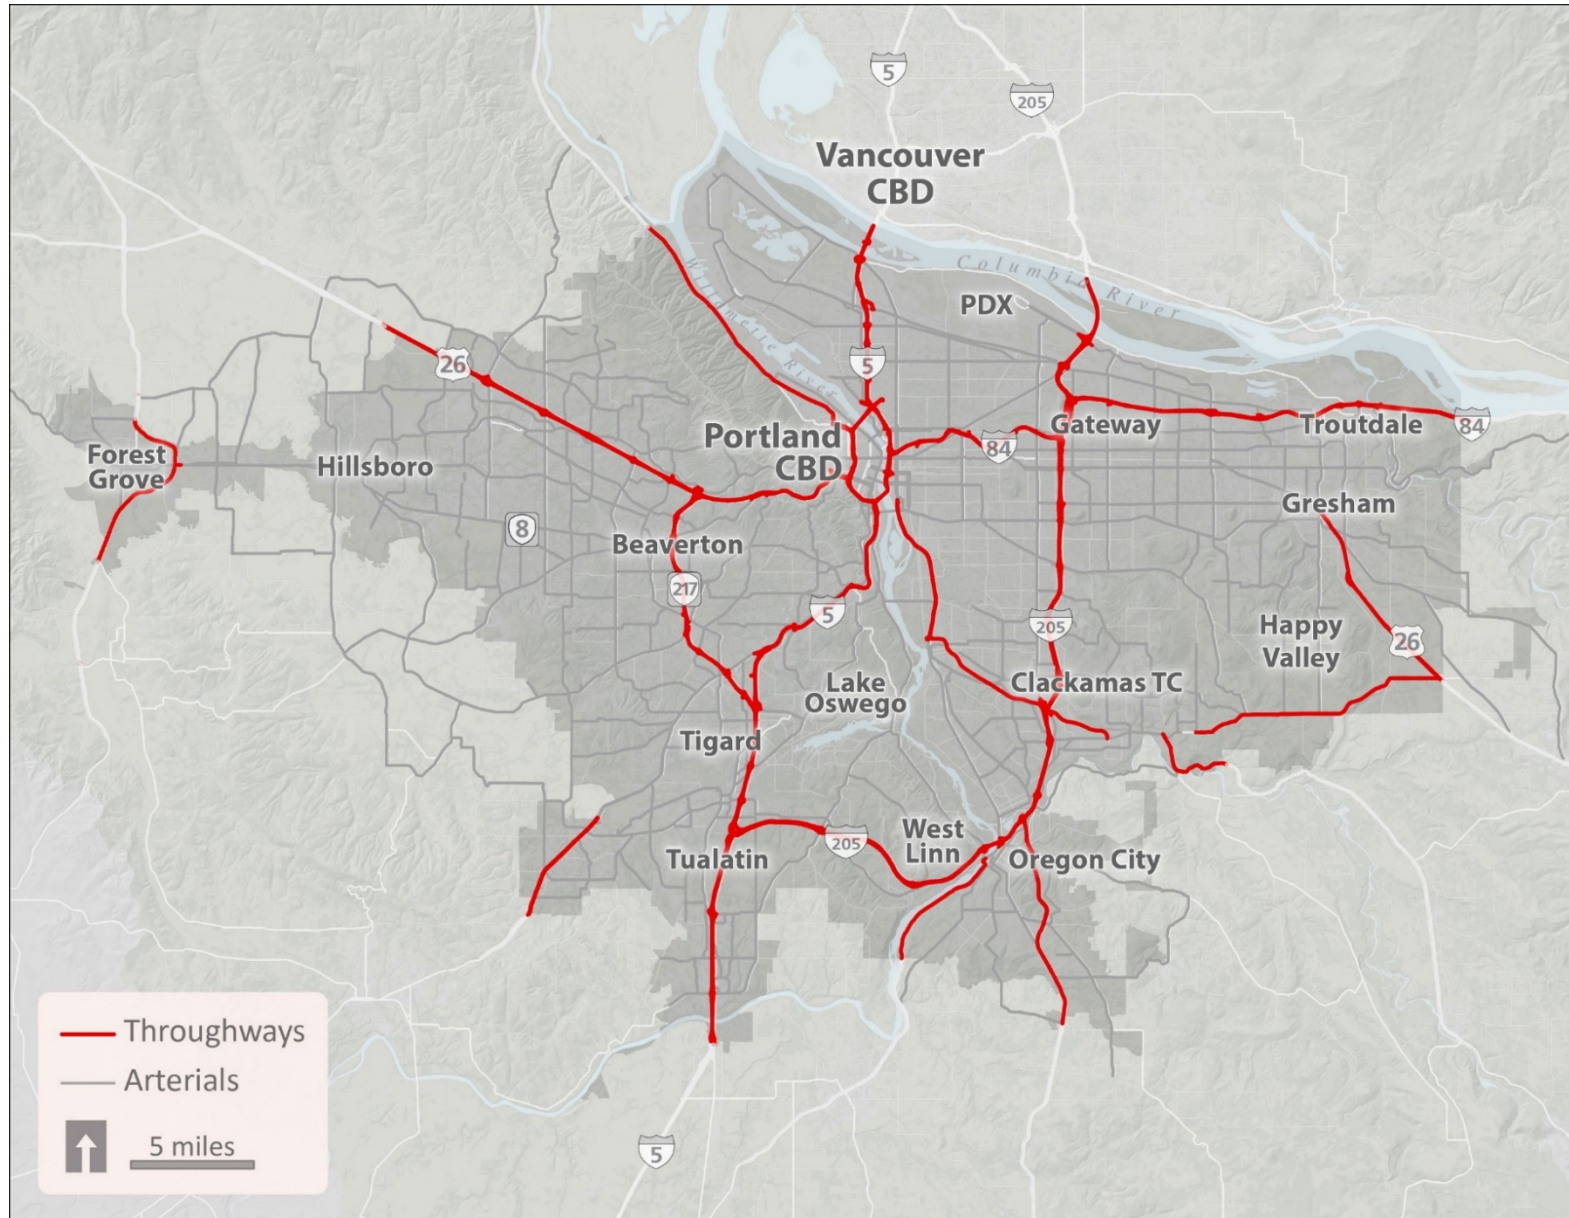 5
205
Vancouver
CBD
Columbia River
PDX
Willamette River
26
5
Portland
CBD
84
Gateway
Troutdale
84
Forest
Grove
Hillsboro
Gresham
8
Beaverton
217
5
205
Happy
Valley
26
Lake
Oswego
Clackamas TC
Tigard
205
West
Linn
Tualatin
Oregon City
Throughways
Arterials
5 miles
5